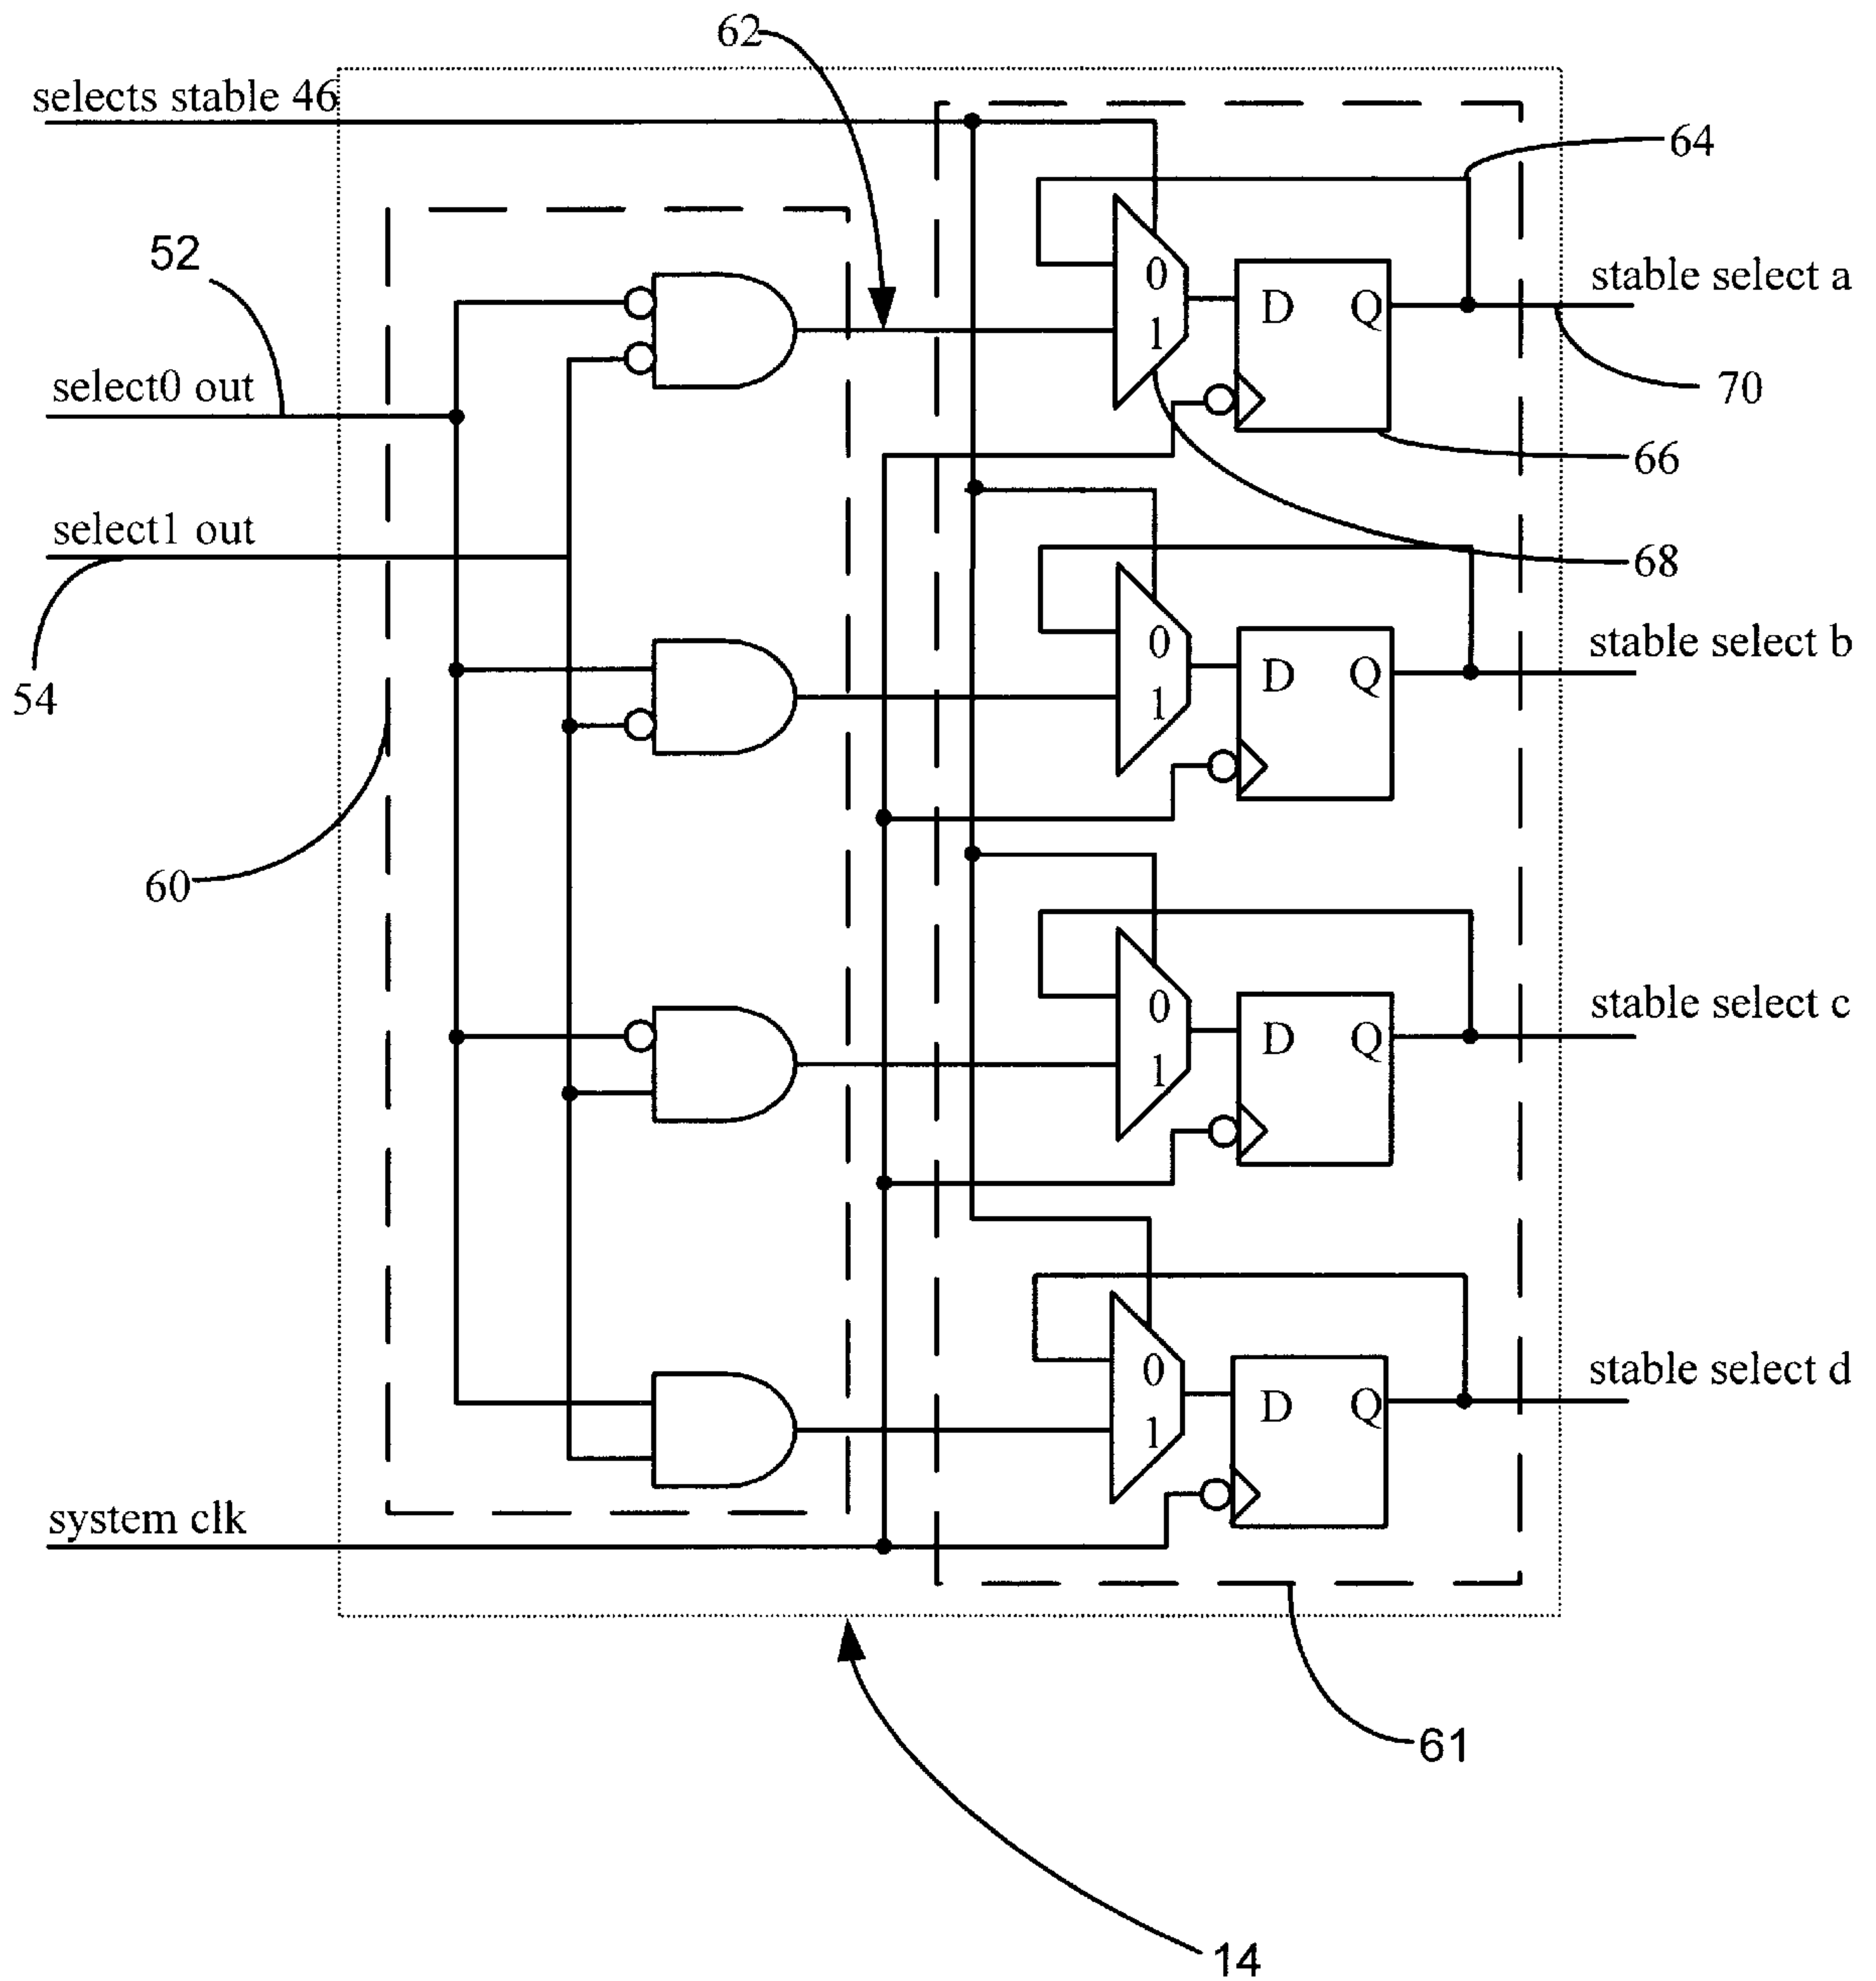 62
selects stable 46
64
52
0
stable select a
D Q
1
select0 out
70
66
select1 out
68
0
stable select b
D Q
54
1
60
0
stable select c
D Q
1
0
stable select d
D Q
1
system clk
61
14